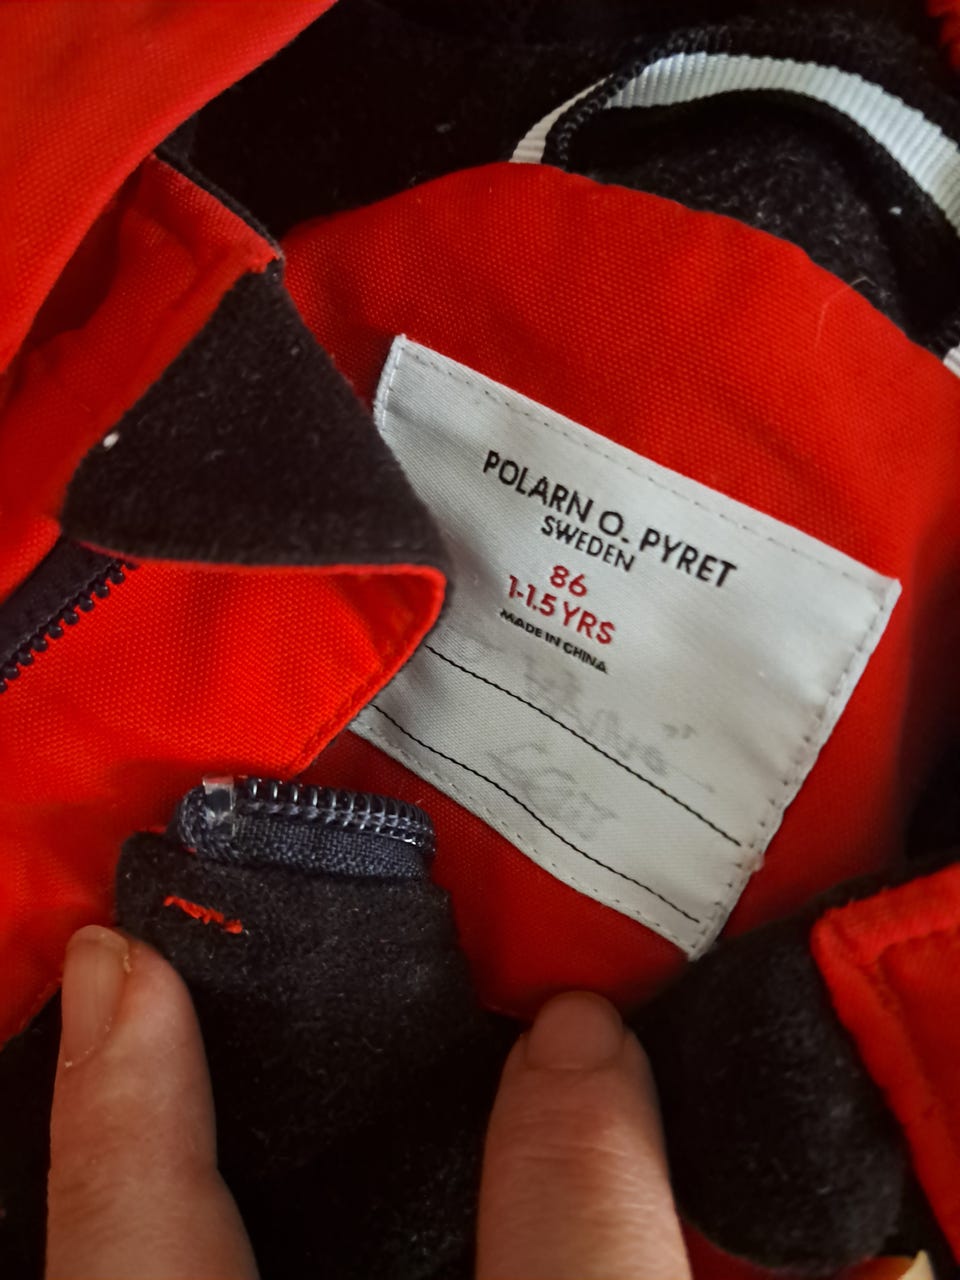 POLARN O. PYRET
SWEDEN
86
1-1.5 YRS
MADE IN CHINA